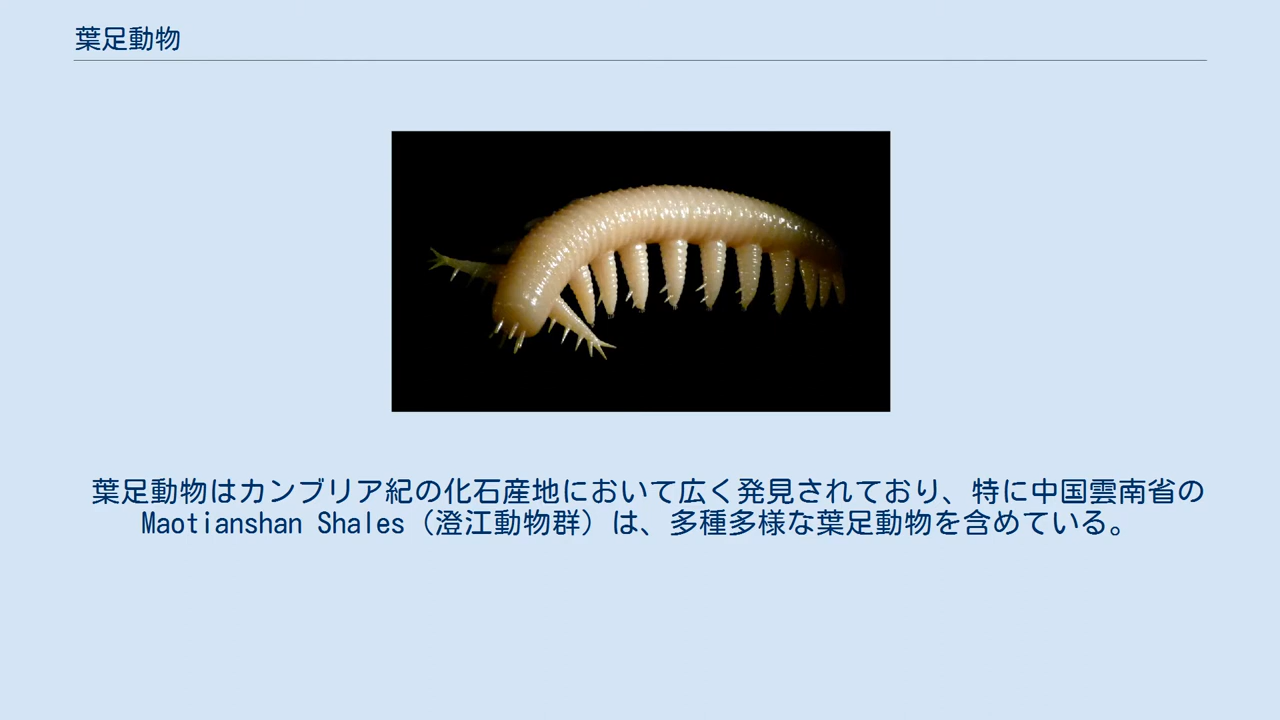 葉足動物
葉足動物はカンブリア紀の化石産地において広く発見されており、特に中国雲南省の
Maotianshan Shales（澄江動物群）は、多種多様な葉足動物を含めている。